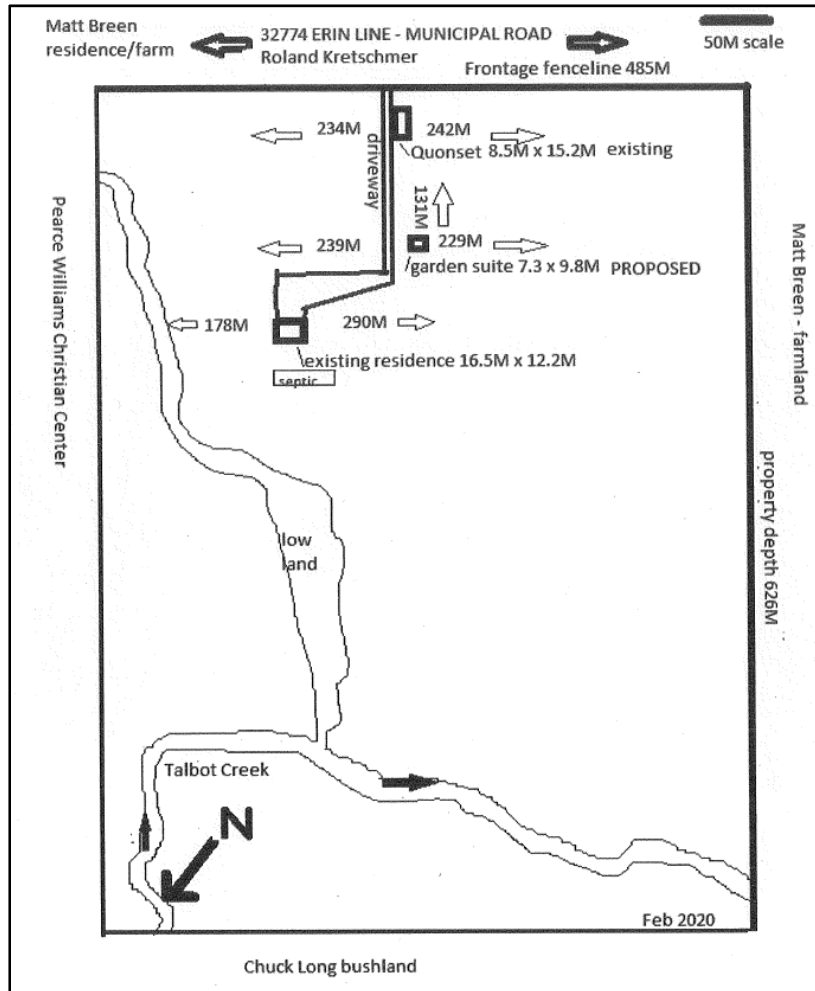 Matt Breen
residence/farm
32774 ERIN LINE - MUNICIPAL ROAD
Roland Kretschmer
50M scale
Frontage fenceline 485M
234M
driveway
242M
Quonset 8.5M x 15.2M existing
131M
239M
229M
garden suite 7.3 x 9.8M PROPOSED
178M
290M
existing residence 16.5M x 12.2M
septic
Pearce Williams Christian Center
Matt Breen - farmland
property depth 626M
low
land
Talbot Creek
N
Feb 2020
Chuck Long bushland